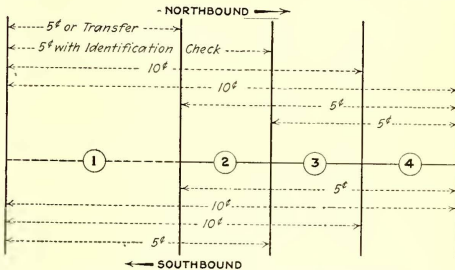 - NORTHBOUND
5¢ or Transfer
5¢ with Identification Check
10¢
10¢
5¢
5¢
1 2 3 4
5¢
10¢
10¢
5¢
SOUTHBOUND